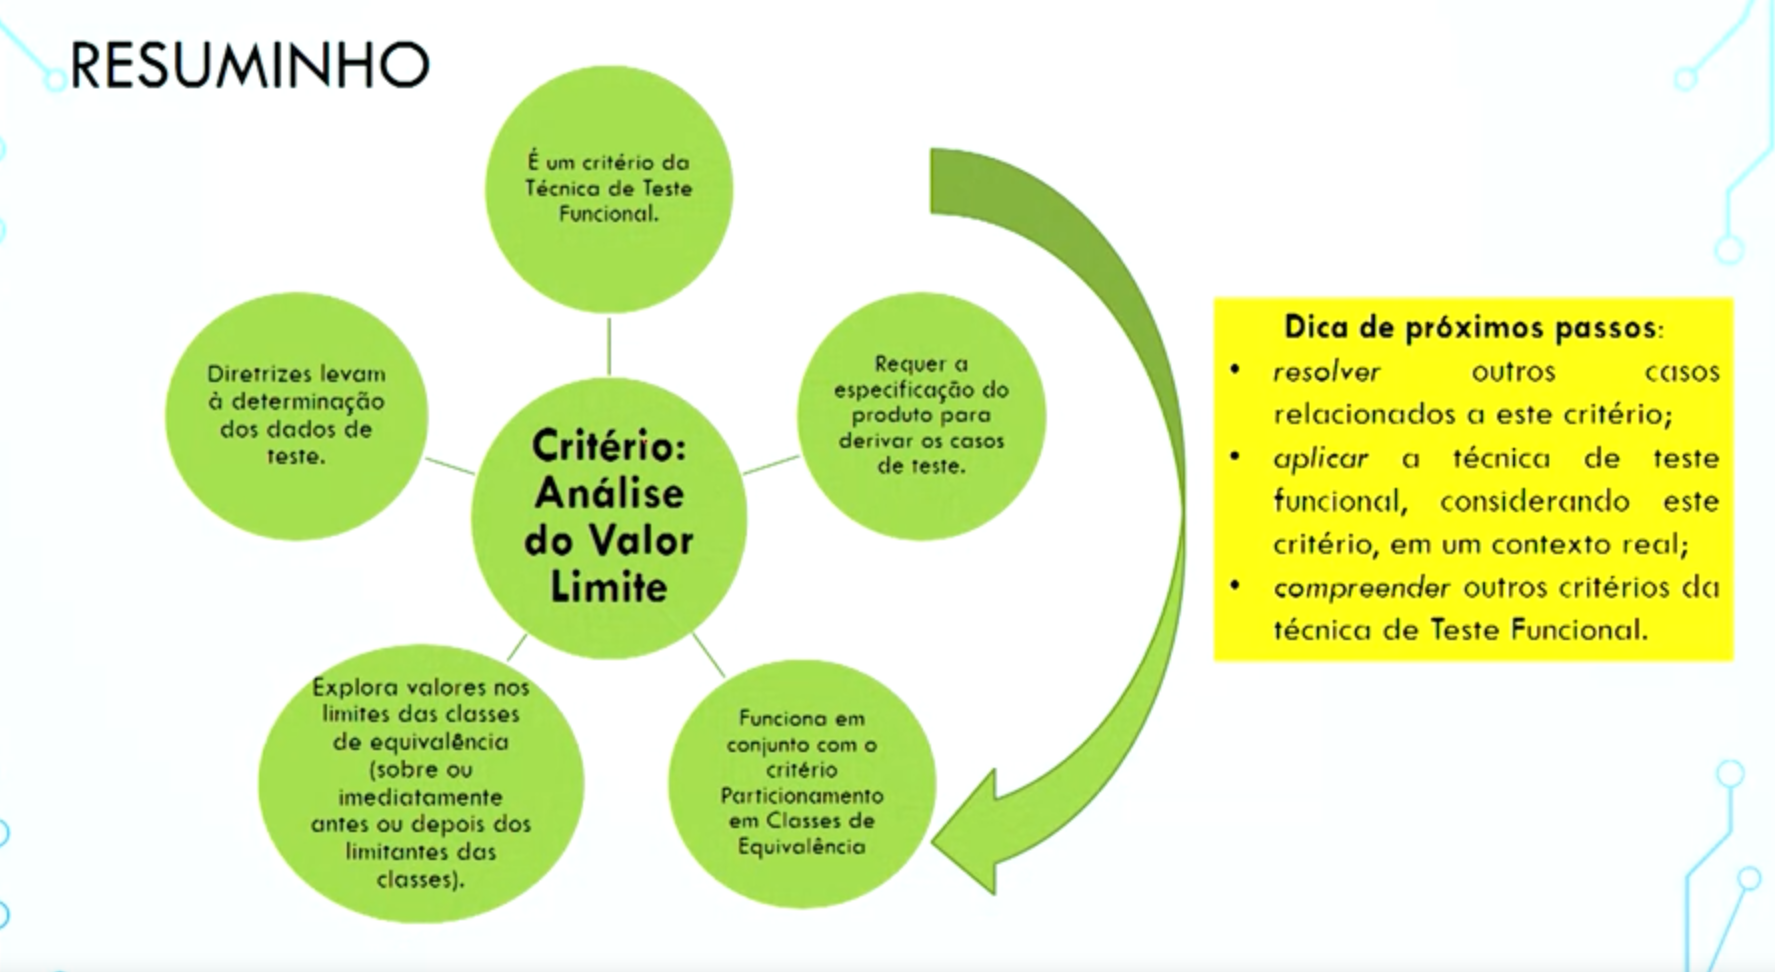 RESUMINHO
É um critério da
Técnica de Teste
Funcional.
Requer a
especificação do
produto para
derivar os casos
de teste.
Funciona em
conjunto com o
critério
Particionamento
em Classes de
Equivalência
Explora valores nos
limites das classes
de equivalência
(sobre ou
imediatamente
antes ou depois dos
limitantes das
classes).
Diretrizes levam
à determinação
dos dados de
teste.
Critério:
Análise
do Valor
Limite
Dica de próximos passos:
• resolver outros casos
relacionados a este critério;
• aplicar a técnica de teste
funcional, considerando este
critério, em um contexto real;
• compreender outros critérios da
técnica de Teste Funcional.